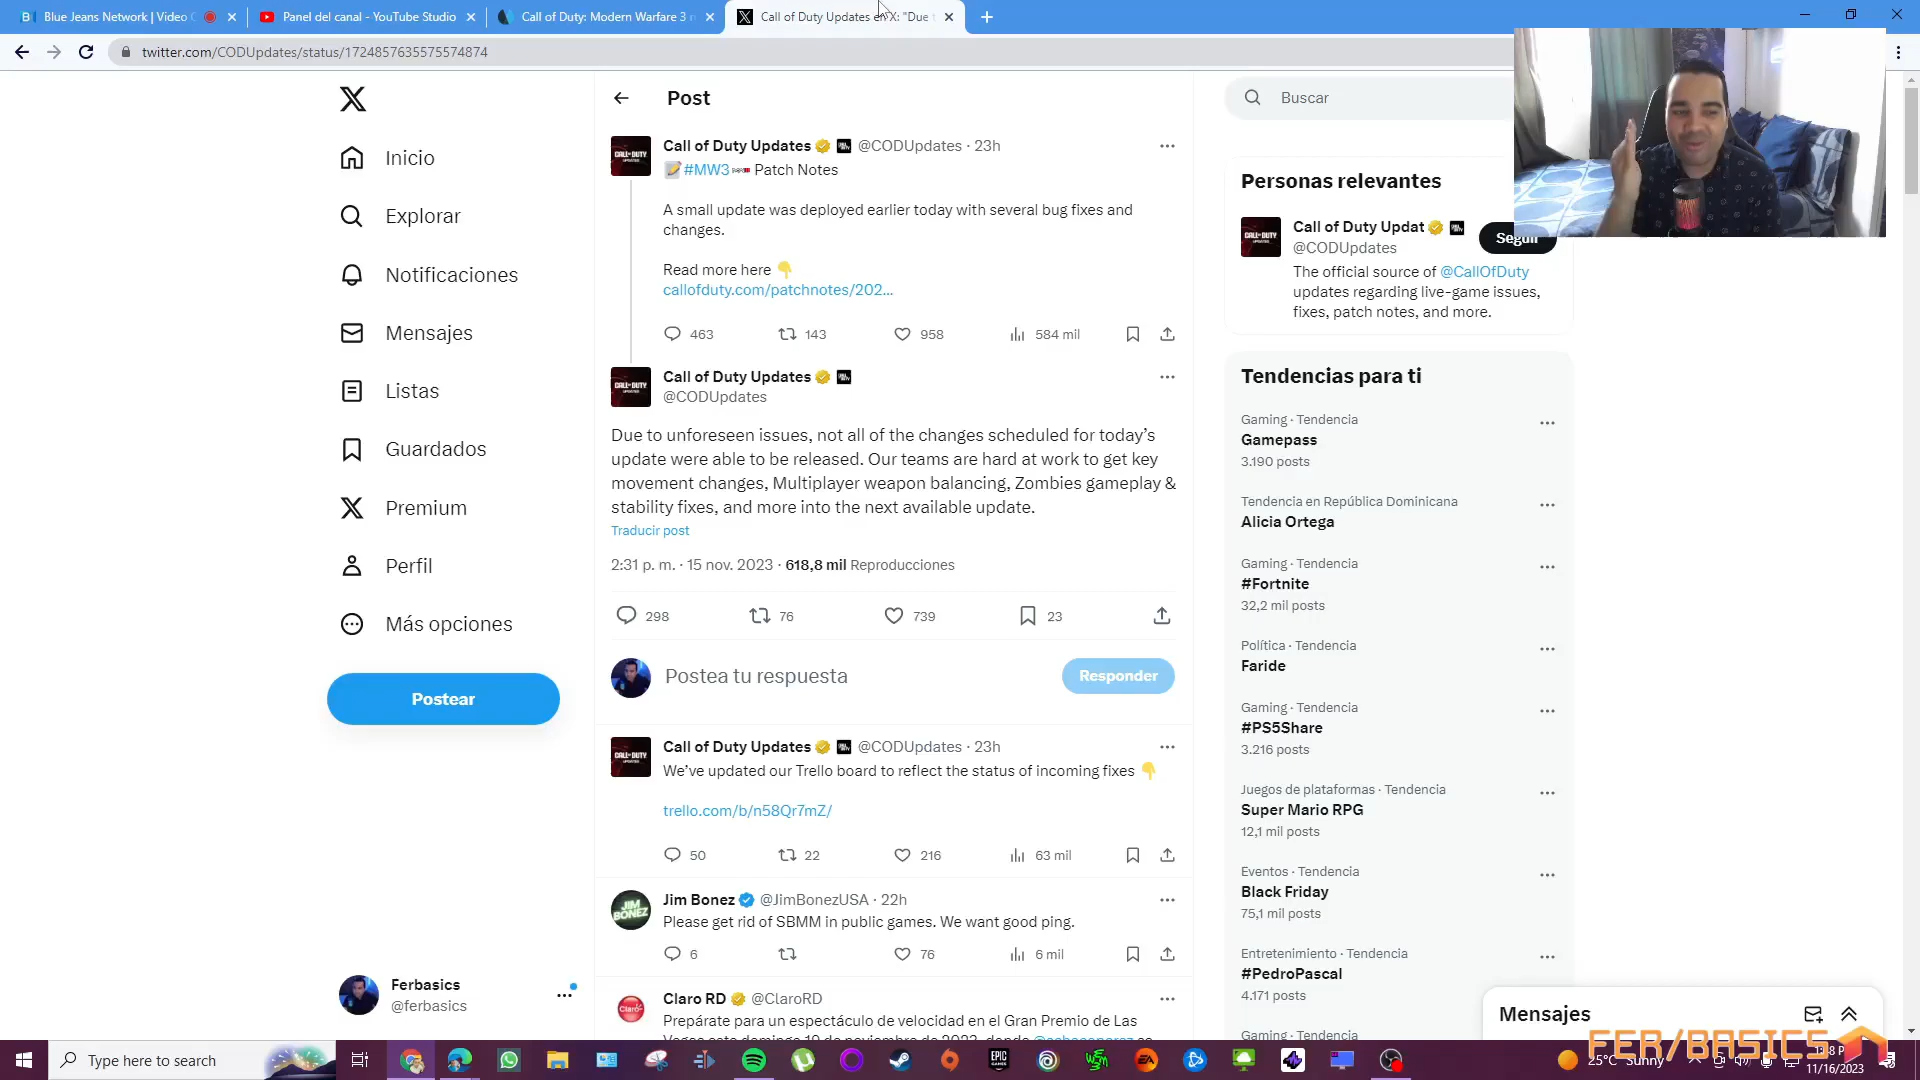 Blue Jeans Network | Video
Panel del canal - YouTube Studio
Call of Duty: Modern Warfare 3
Call of Duty Updates en X: "Due
twitter.com/CODUpdates/status/1724857635575574874
Inicio
Explorar
Notificaciones
Mensajes
Listas
Guardados
Premium
Perfil
Más opciones
Postear
Ferbasics
@ferbasics
Post
Call of Duty Updates @CODUpdates · 23h
#MW3 Patch Notes
A small update was deployed earlier today with several bug fixes and
changes.
Read more here
callofduty.com/patchnotes/202...
463 143 958 584 mil
Call of Duty Updates
@CODUpdates
Due to unforeseen issues, not all of the changes scheduled for today's
update were able to be released. Our teams are hard at work to get key
movement changes, Multiplayer weapon balancing, Zombies gameplay &
stability fixes, and more into the next available update.
Traducir post
2:31 p. m. · 15 nov. 2023 · 618,8 mil Reproducciones
298 76 739 23
Postea tu respuesta
Responder
Call of Duty Updates @CODUpdates · 23h
We've updated our Trello board to reflect the status of incoming fixes
trello.com/b/n58Qr7mZ/
50 22 216 63 mil
Jim Bonez @JimBonezUSA · 22h
Please get rid of SBMM in public games. We want good ping.
6 76 6 mil
Claro RD @ClaroRD
Prepárate para un espectáculo de velocidad en el Gran Premio de Las
Buscar
Personas relevantes
Call of Duty Updat
@CODUpdates
Seguir
The official source of @CallOfDuty
updates regarding live-game issues,
fixes, patch notes, and more.
Tendencias para ti
Gaming · Tendencia
Gamepass
3.190 posts
Tendencia en República Dominicana
Alicia Ortega
Gaming · Tendencia
#Fortnite
32,2 mil posts
Política · Tendencia
Faride
Gaming · Tendencia
#PS5Share
3.216 posts
Juegos de plataformas · Tendencia
Super Mario RPG
12,1 mil posts
Eventos · Tendencia
Black Friday
75,1 mil posts
Entretenimiento · Tendencia
#PedroPascal
4.171 posts
Gaming · Tendencia
Mensajes
FER/BASICS
Type here to search
25°C Sunny
11/16/2023